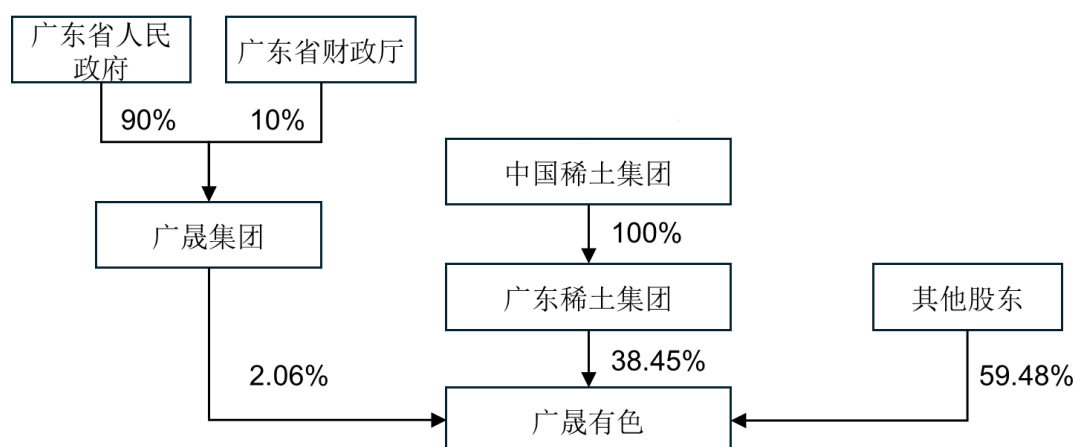 广东省人民
政府
广东省财政厅
90%
10%
中国稀土集团
广晟集团
100%
广东稀土集团
其他股东
2.06%
38.45%
59.48%
广晟有色